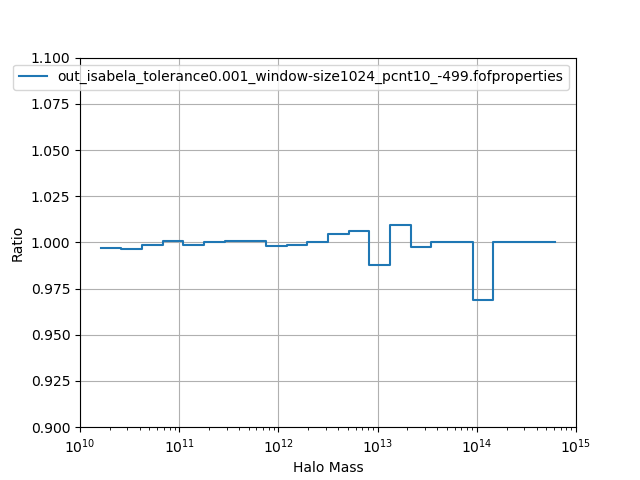 1.100
out_isabela_tolerance0.001_window-size1024_pcnt10_-499.fofproperties
1.075
1.050
1.025
1.000
0.975
0.950
0.925
0.900
Ratio
10^10 10^11 10^12 10^13 10^14 10^15
Halo Mass